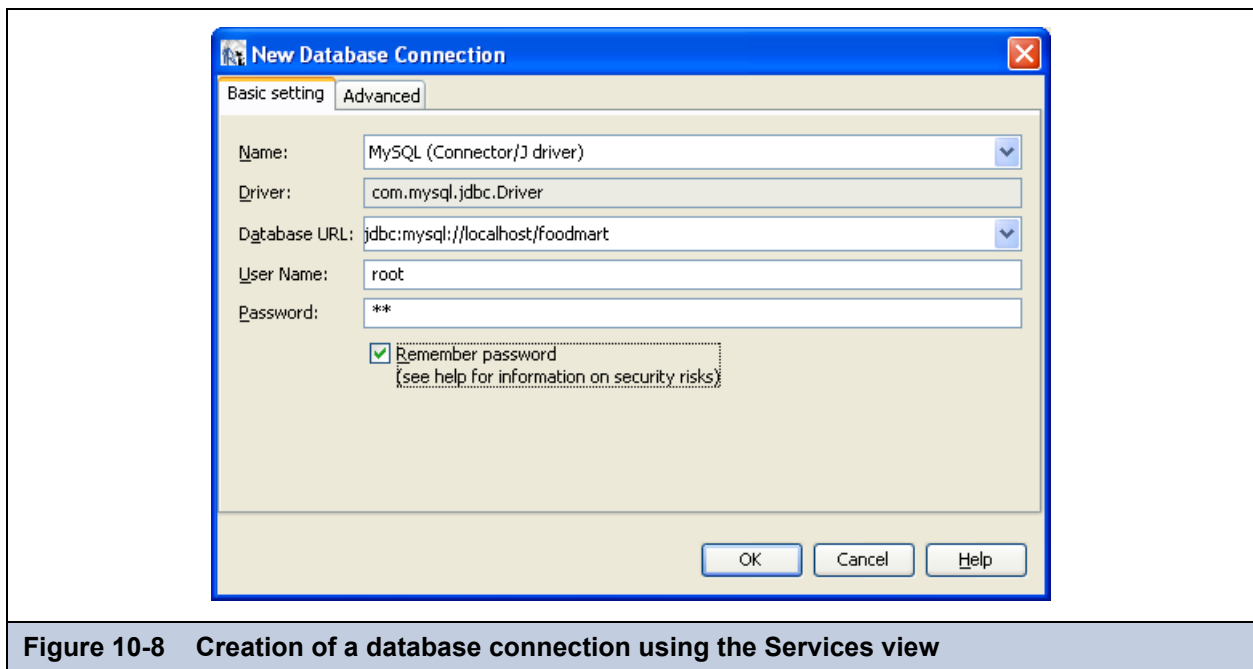 New Database Connection
Basic setting Advanced
Name: MySQL (Connector/J driver)
Driver: com.mysql.jdbc.Driver
Database URL: jdbc:mysql://localhost/foodmart
User Name: root
Password: **
Remember password
(see help for information on security risks)
OK Cancel Help
Figure 10-8 Creation of a database connection using the Services view